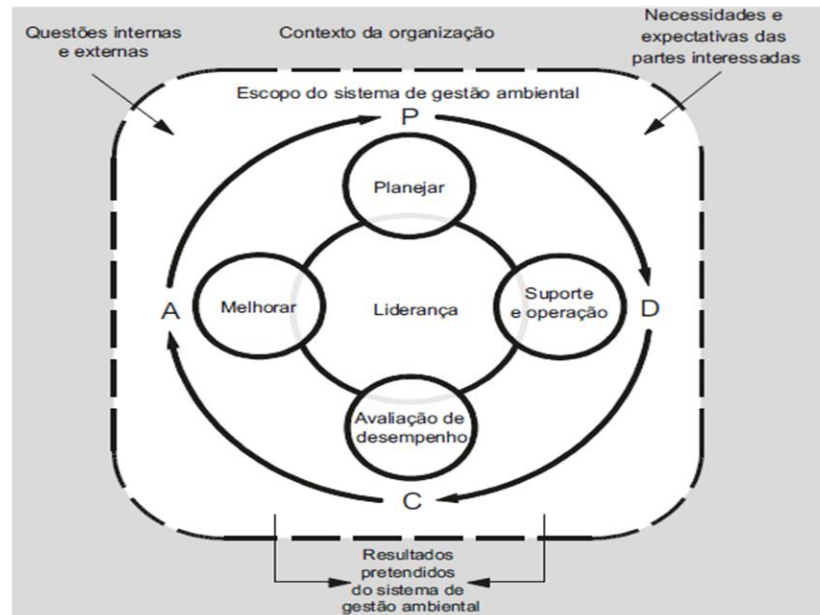 Questões internas
e externas
Contexto da organização
Necessidades e
expectativas das
partes interessadas
Escopo do sistema de gestão ambiental
P
Planejar
A
Melhorar
Liderança
Suporte
e operação
D
Avaliação de
desempenho
C
Resultados
pretendidos
do sistema de
gestão ambiental